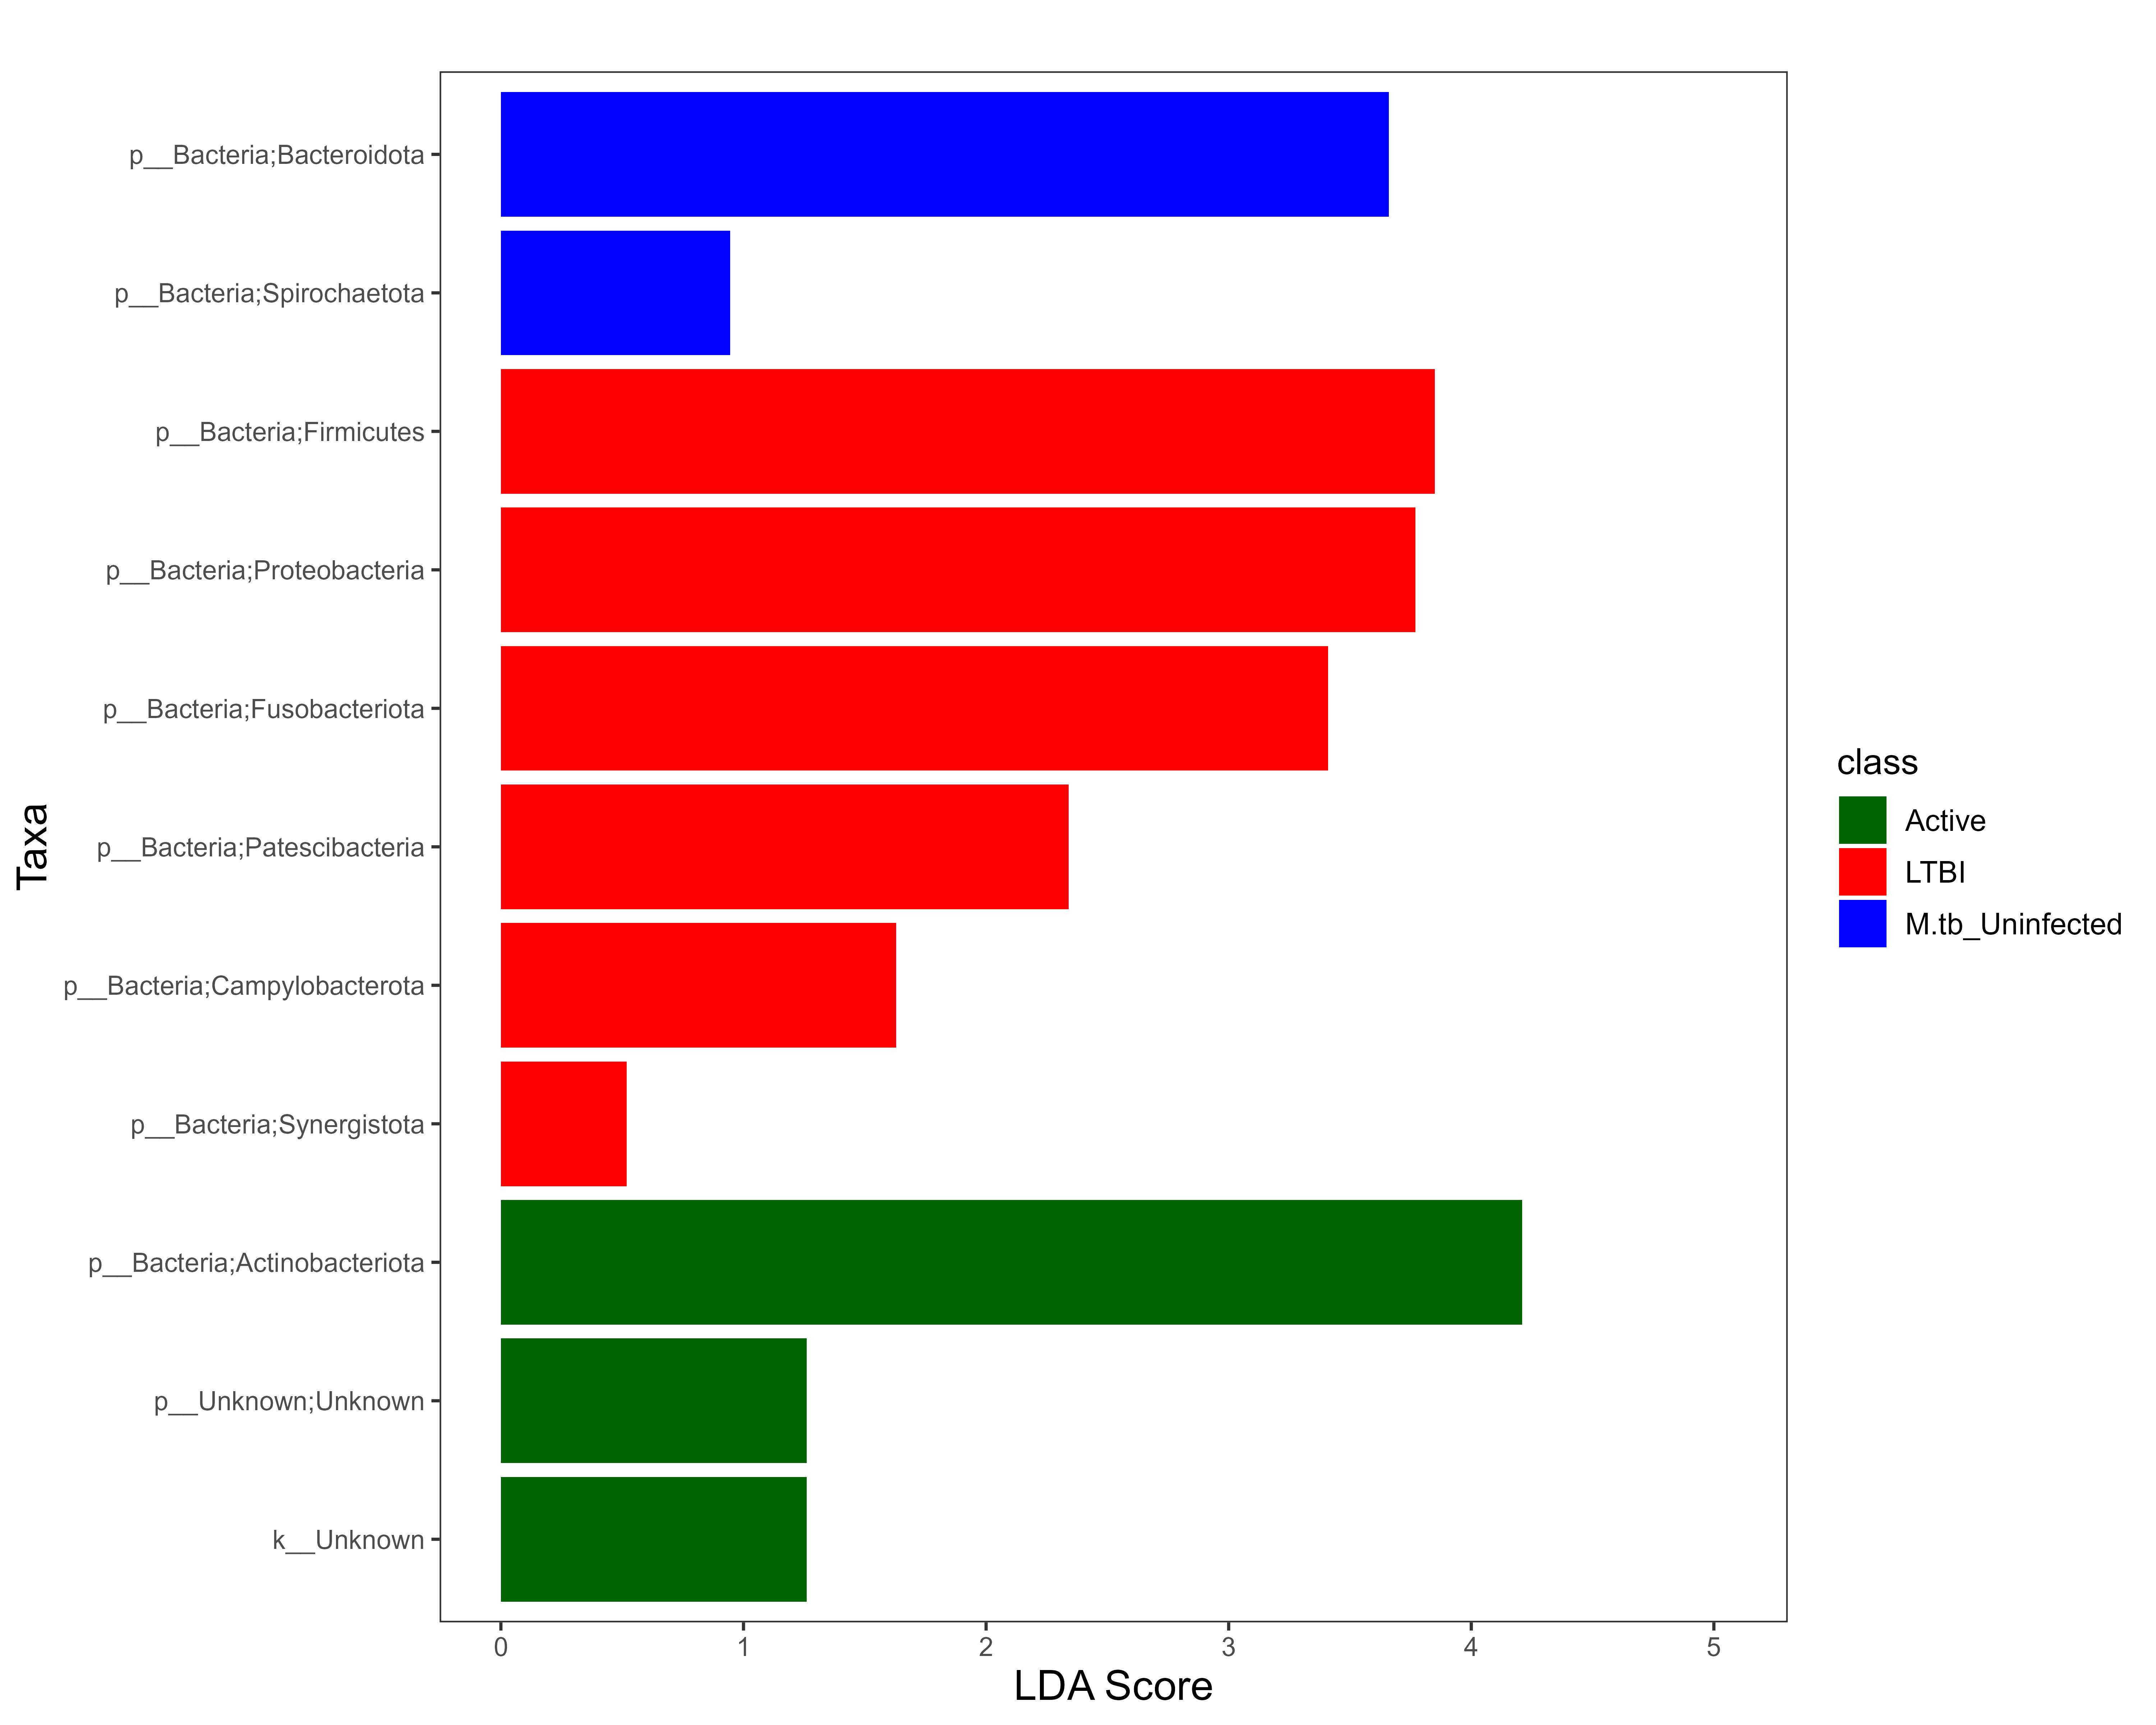 p__Bacteria;Bacteroidota
p__Bacteria;Spirochaetota
p__Bacteria;Firmicutes
p__Bacteria;Proteobacteria
p__Bacteria;Fusobacteriota
p__Bacteria;Patescibacteria
p__Bacteria;Campylobacterota
p__Bacteria;Synergistota
p__Bacteria;Actinobacteriota
p__Unknown;Unknown
k__Unknown
Taxa
0 1 2 3 4 5
LDA Score
class
Active
LTBI
M.tb_Uninfected